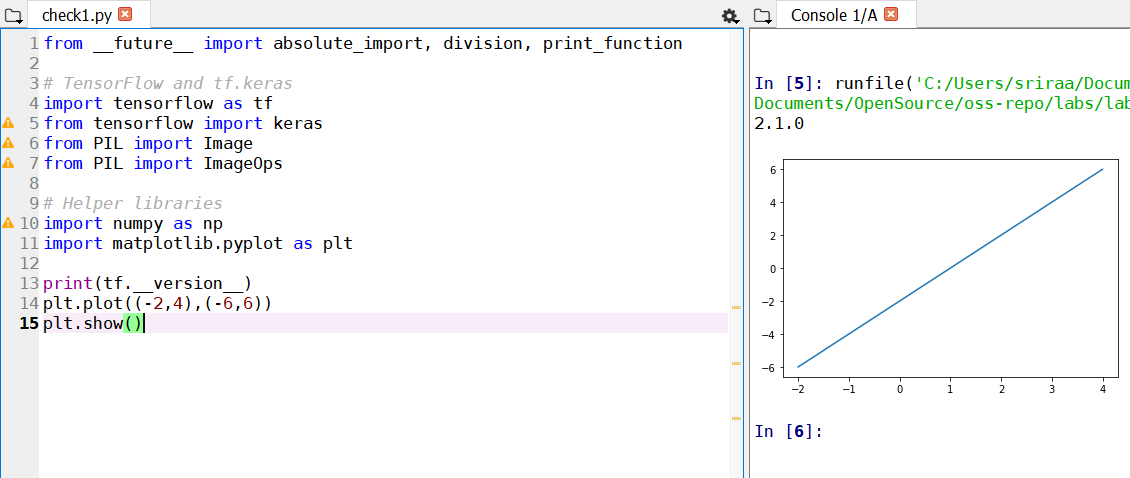 check1.py
1 from __future__ import absolute_import, division, print_function
2
3 # TensorFlow and tf.keras
4 import tensorflow as tf
5 from tensorflow import keras
6 from PIL import Image
7 from PIL import ImageOps
8
9 # Helper libraries
10 import numpy as np
11 import matplotlib.pyplot as plt
12
13 print(tf.__version__)
14 plt.plot((-2,4),(-6,6))
15 plt.show()
Console 1/A
In [5]: runfile('C:/Users/sriraa/Docum
Documents/OpenSource/oss-repo/labs/lab
2.1.0
6
4
2
0
−2
−4
−6
−2 −1 0 1 2 3 4
In [6]: